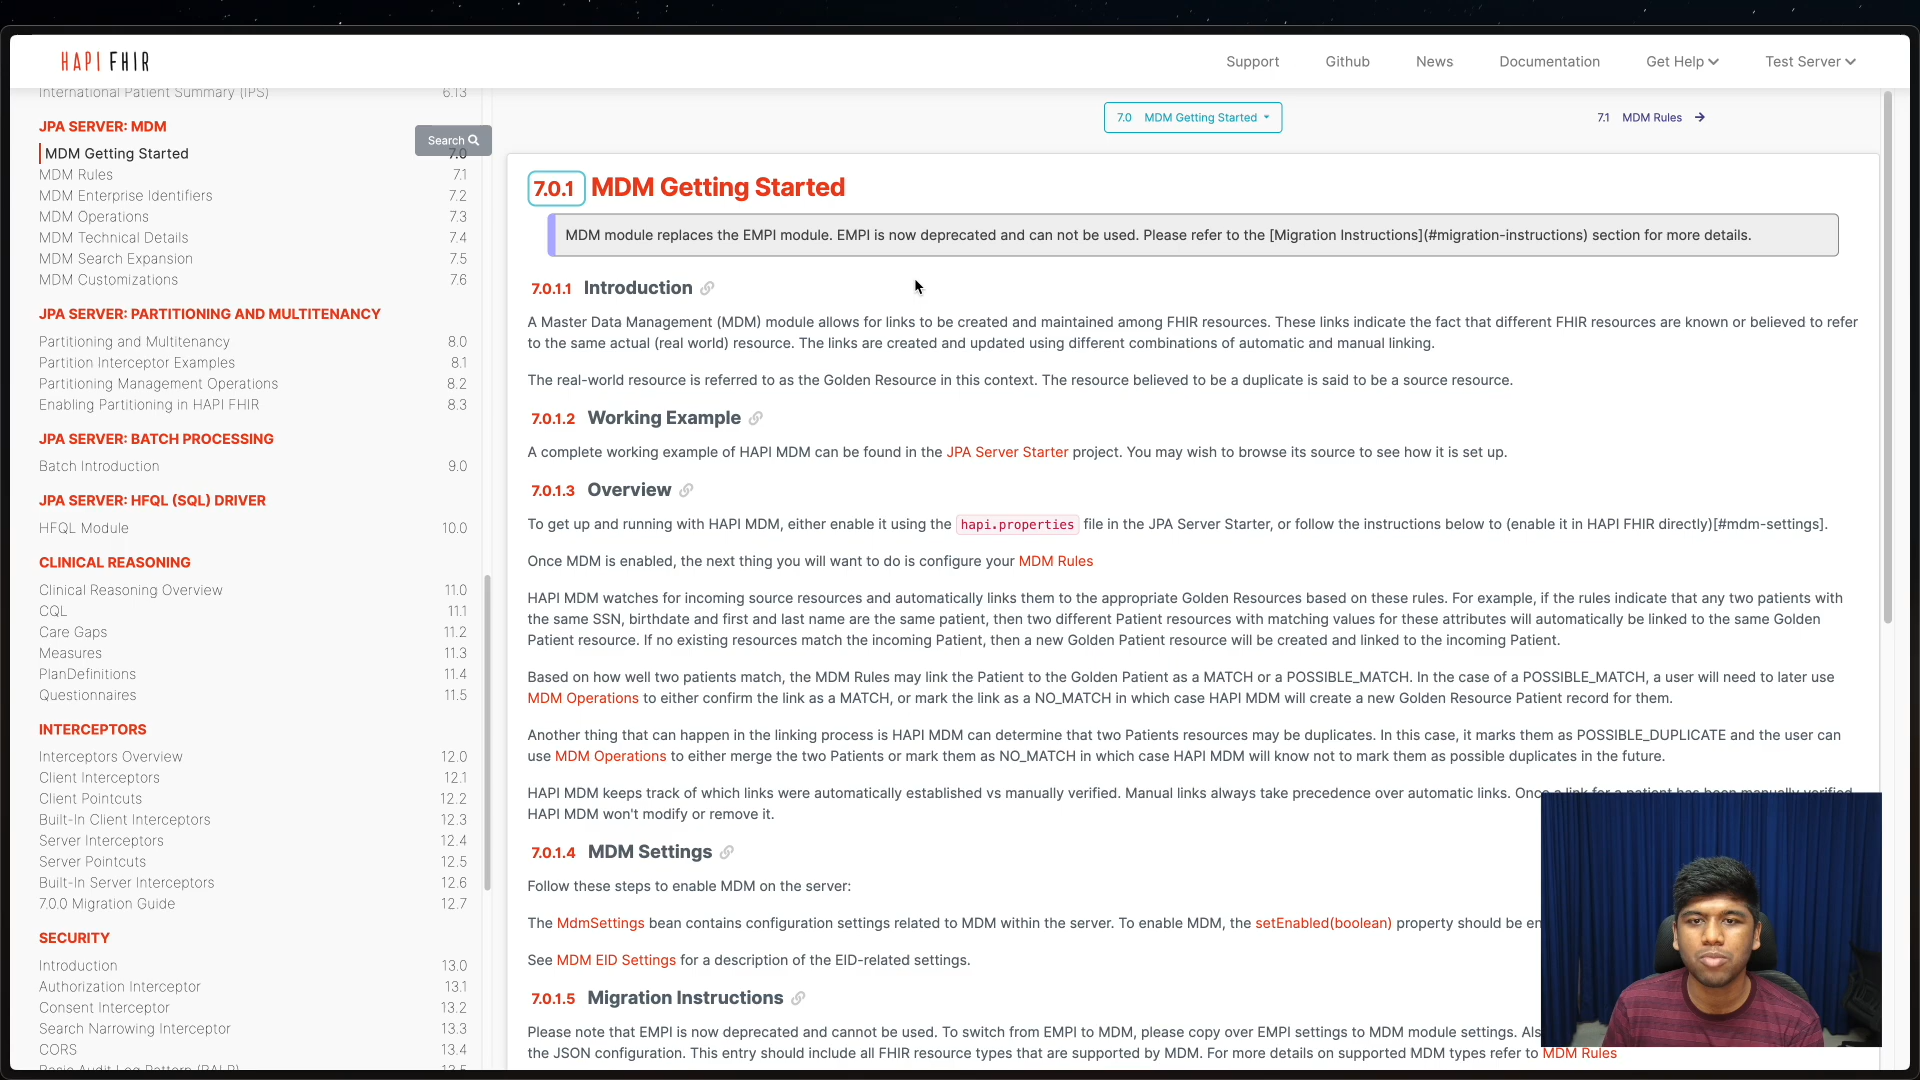 HAPI FHIR
Support
Github
News
Documentation
Get Help
Test Server
International Patient Summary (IPS) 6.13
JPA SERVER: MDM
Search
MDM Getting Started 7.0
MDM Rules 7.1
MDM Enterprise Identifiers 7.2
MDM Operations 7.3
MDM Technical Details 7.4
MDM Search Expansion 7.5
MDM Customizations 7.6
JPA SERVER: PARTITIONING AND MULTITENANCY
Partitioning and Multitenancy 8.0
Partition Interceptor Examples 8.1
Partitioning Management Operations 8.2
Enabling Partitioning in HAPI FHIR 8.3
JPA SERVER: BATCH PROCESSING
Batch Introduction 9.0
JPA SERVER: HFQL (SQL) DRIVER
HFQL Module 10.0
CLINICAL REASONING
Clinical Reasoning Overview 11.0
CQL 11.1
Care Gaps 11.2
Measures 11.3
PlanDefinitions 11.4
Questionnaires 11.5
INTERCEPTORS
Interceptors Overview 12.0
Client Interceptors 12.1
Client Pointcuts 12.2
Built-In Client Interceptors 12.3
Server Interceptors 12.4
Server Pointcuts 12.5
Built-In Server Interceptors 12.6
7.0.0 Migration Guide 12.7
SECURITY
Introduction 13.0
Authorization Interceptor 13.1
Consent Interceptor 13.2
Search Narrowing Interceptor 13.3
CORS 13.4
Basic Audit Log Pattern (BALP) 13.5
7.0 MDM Getting Started
7.1 MDM Rules
7.0.1 MDM Getting Started
MDM module replaces the EMPI module. EMPI is now deprecated and can not be used. Please refer to the [Migration Instructions](#migration-instructions) section for more details.
7.0.1.1 Introduction
A Master Data Management (MDM) module allows for links to be created and maintained among FHIR resources. These links indicate the fact that different FHIR resources are known or believed to refer
to the same actual (real world) resource. The links are created and updated using different combinations of automatic and manual linking.
The real-world resource is referred to as the Golden Resource in this context. The resource believed to be a duplicate is said to be a source resource.
7.0.1.2 Working Example
A complete working example of HAPI MDM can be found in the JPA Server Starter project. You may wish to browse its source to see how it is set up.
7.0.1.3 Overview
To get up and running with HAPI MDM, either enable it using the hapi.properties file in the JPA Server Starter, or follow the instructions below to (enable it in HAPI FHIR directly)[#mdm-settings].
Once MDM is enabled, the next thing you will want to do is configure your MDM Rules
HAPI MDM watches for incoming source resources and automatically links them to the appropriate Golden Resources based on these rules. For example, if the rules indicate that any two patients with
the same SSN, birthdate and first and last name are the same patient, then two different Patient resources with matching values for these attributes will automatically be linked to the same Golden
Patient resource. If no existing resources match the incoming Patient, then a new Golden Patient resource will be created and linked to the incoming Patient.
Based on how well two patients match, the MDM Rules may link the Patient to the Golden Patient as a MATCH or a POSSIBLE_MATCH. In the case of a POSSIBLE_MATCH, a user will need to later use
MDM Operations to either confirm the link as a MATCH, or mark the link as a NO_MATCH in which case HAPI MDM will create a new Golden Resource Patient record for them.
Another thing that can happen in the linking process is HAPI MDM can determine that two Patients resources may be duplicates. In this case, it marks them as POSSIBLE_DUPLICATE and the user can
use MDM Operations to either merge the two Patients or mark them as NO_MATCH in which case HAPI MDM will know not to mark them as possible duplicates in the future.
HAPI MDM keeps track of which links were automatically established vs manually verified. Manual links always take precedence over automatic links. Once a link for a patient has been manually verified,
HAPI MDM won't modify or remove it.
7.0.1.4 MDM Settings
Follow these steps to enable MDM on the server:
The MdmSettings bean contains configuration settings related to MDM within the server. To enable MDM, the setEnabled(boolean) property should be en
See MDM EID Settings for a description of the EID-related settings.
7.0.1.5 Migration Instructions
Please note that EMPI is now deprecated and cannot be used. To switch from EMPI to MDM, please copy over EMPI settings to MDM module settings. Als
the JSON configuration. This entry should include all FHIR resource types that are supported by MDM. For more details on supported MDM types refer to MDM Rules